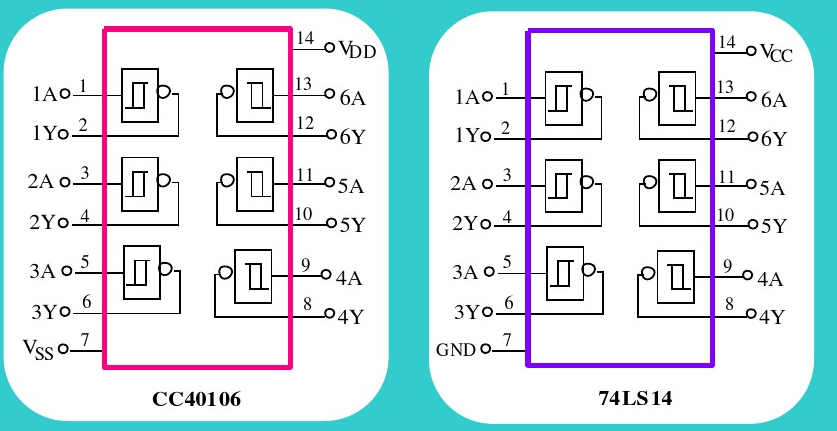 1A 1
1Y 2
2A 3
2Y 4
3A 5
3Y 6
VSS 7
14 VDD
13 6A
12 6Y
11 5A
10 5Y
9 4A
8 4Y
CC40106
1A 1
1Y 2
2A 3
2Y 4
3A 5
3Y 6
GND 7
14 VCC
13 6A
12 6Y
11 5A
10 5Y
9 4A
8 4Y
74LS14